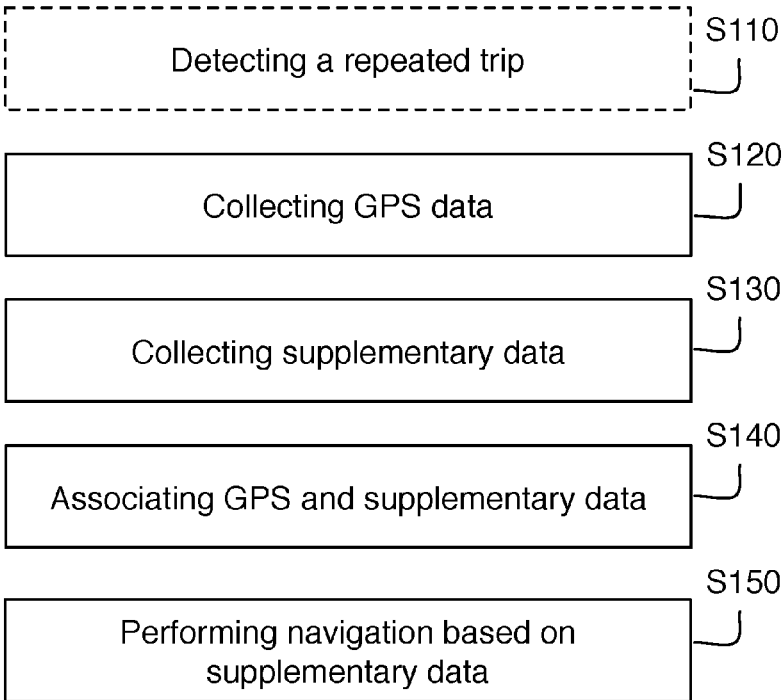 S110
Detecting a repeated trip
S120
Collecting GPS data
S130
Collecting supplementary data
S140
Associating GPS and supplementary data
S150
Performing navigation based on
supplementary data